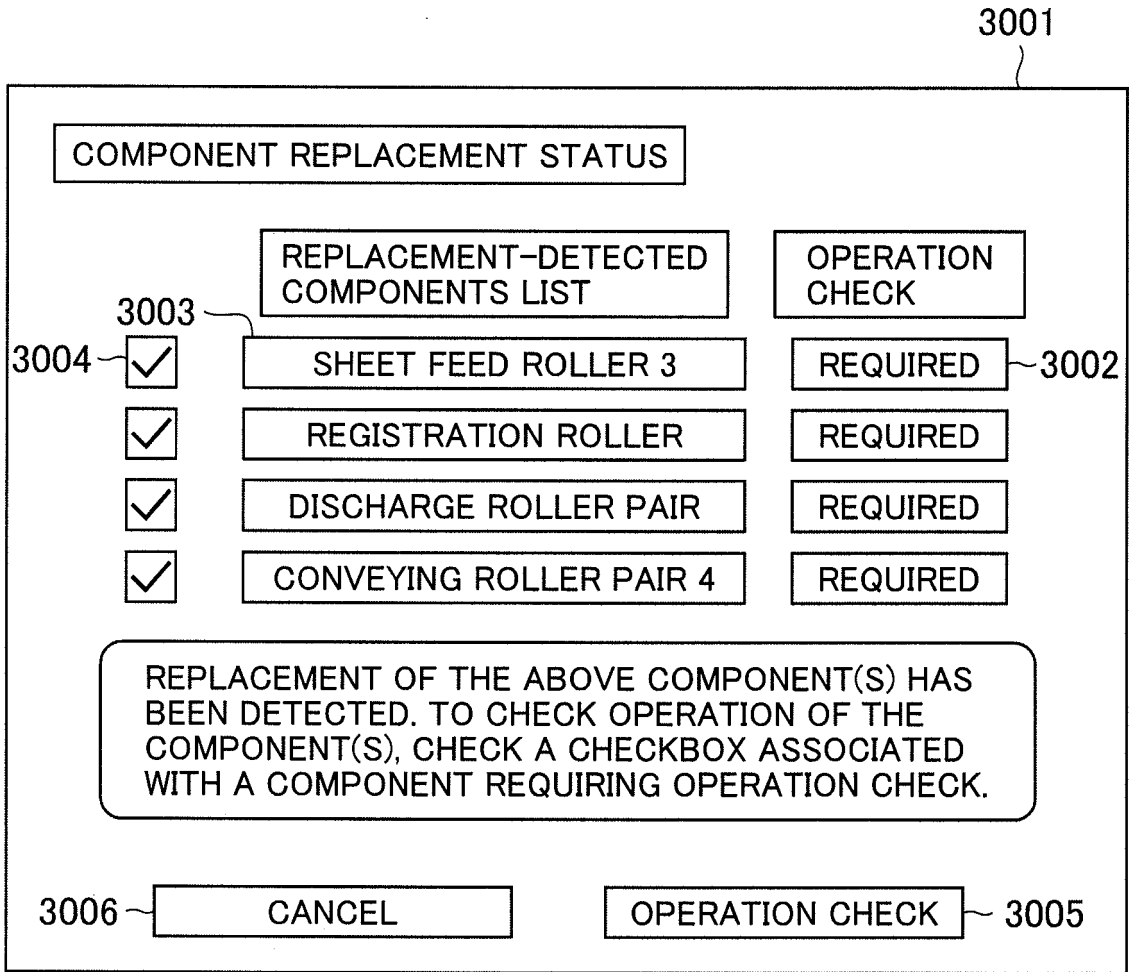 3001
COMPONENT REPLACEMENT STATUS
REPLACEMENT-DETECTED
COMPONENTS LIST
OPERATION
CHECK
3003
3004
SHEET FEED ROLLER 3
REQUIRED
3002
REGISTRATION ROLLER
REQUIRED
DISCHARGE ROLLER PAIR
REQUIRED
CONVEYING ROLLER PAIR 4
REQUIRED
REPLACEMENT OF THE ABOVE COMPONENT(S) HAS
BEEN DETECTED. TO CHECK OPERATION OF THE
COMPONENT(S), CHECK A CHECKBOX ASSOCIATED
WITH A COMPONENT REQUIRING OPERATION CHECK.
3006
CANCEL
OPERATION CHECK
3005